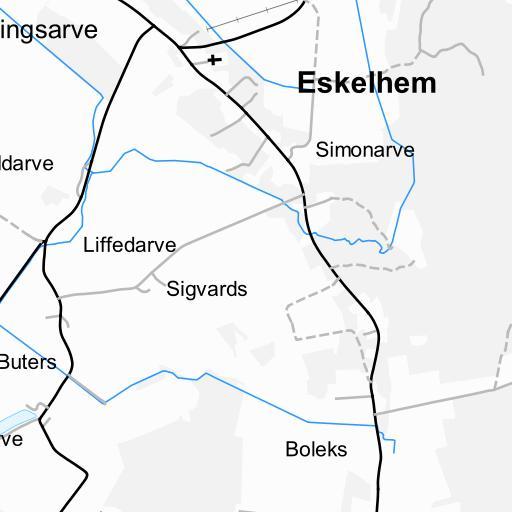 ingsarve
Eskelhem
Simonarve
ldarve
Liffedarve
Sigvards
Buters
ve
Boleks